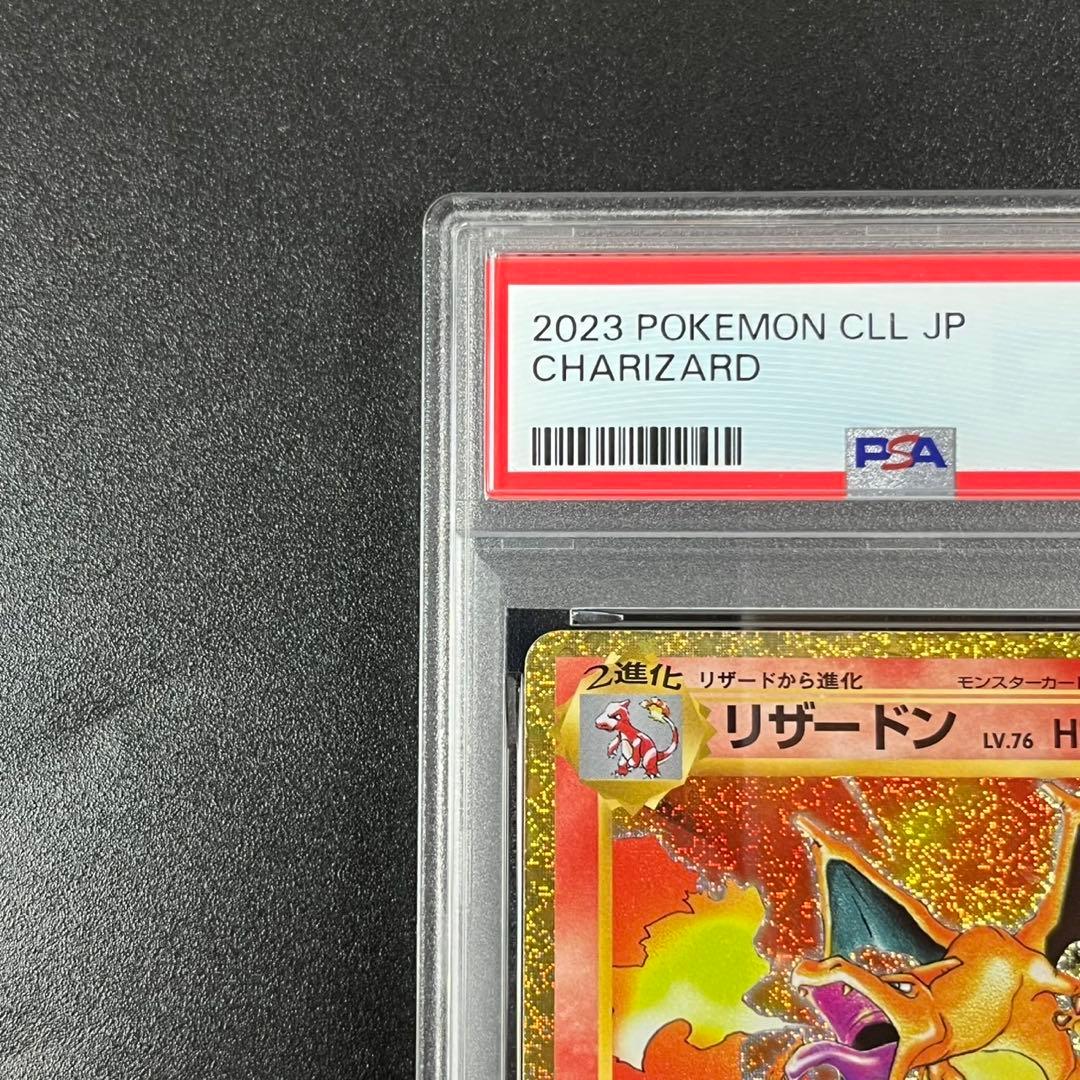 2023 POKEMON CLL JP
CHARIZARD
PSA
2進化 リザードから進化 モンスターカード
リザードン LV.76 H